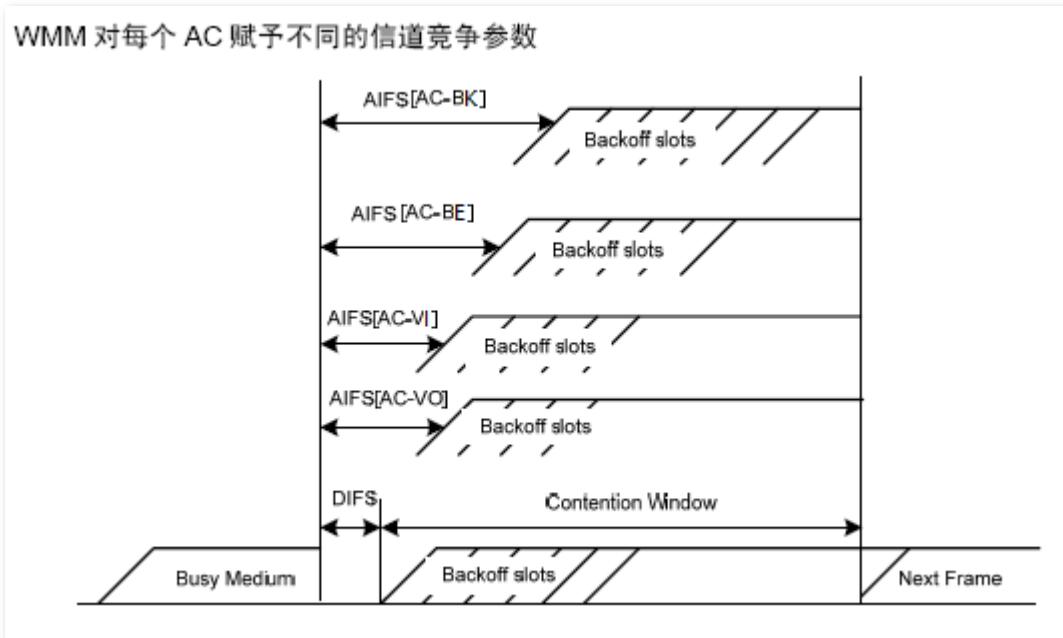 WMM 对每个 AC 赋予不同的信道竞争参数
AIFS[AC-BK]
Backoff slots
AIFS [AC-BE]
Backoff slots
AIFS[AC-VI]
Backoff slots
AIFS[AC-VO]
Backoff slots
DIFS
Contention Window
Busy Medium
Backoff slots
Next Frame